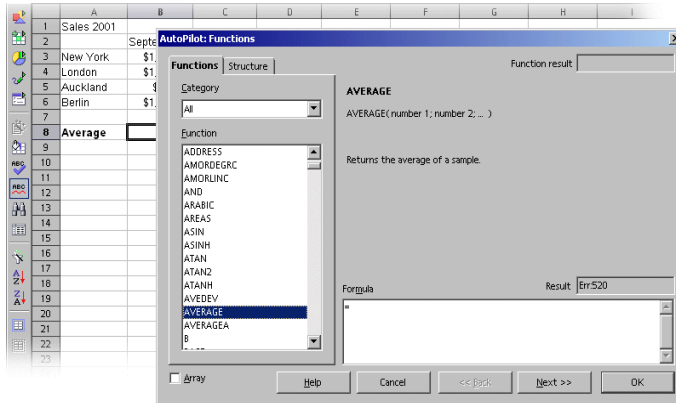 A B C D E F G H I
1 Sales 2001
2 Septe
3 New York $1,
4 London $1,
5 Auckland $
6 Berlin $1,
7
8 Average
9
10
11
12
13
14
15
16
17
18
19
20
21
22
23
ABC
ABC
A
Z
Z
A
AutoPilot: Functions
Functions Structure
Function result
Category
All
Function
ADDRESS
AMORDEGRC
AMORLINC
AND
ARABIC
AREAS
ASIN
ASINH
ATAN
ATAN2
ATANH
AVEDEV
AVERAGE
AVERAGEA
B
AVERAGE
AVERAGE( number 1; number 2; ... )
Returns the average of a sample.
Formula
Result Err:520
=
Array
Help
Cancel
<< Back
Next >>
OK